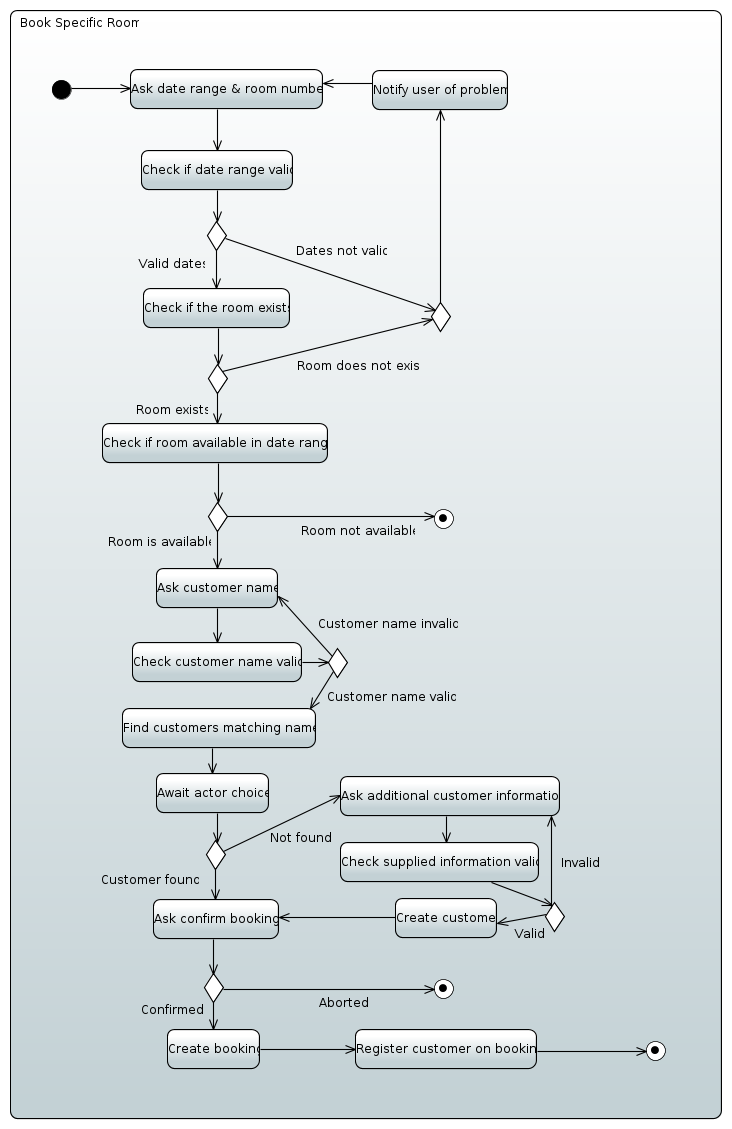 Book Specific Room
Ask date range & room numbe
Notify user of problem
Check if date range valid
Dates not valid
Valid dates
Check if the room exists
Room does not exis
Room exists
Check if room available in date rang
Room not available
Room is available
Ask customer name
Customer name invalid
Check customer name valid
Customer name valid
Find customers matching name
Await actor choice
Ask additional customer informatio
Not found
Check supplied information valid
Invalid
Customer found
Ask confirm booking
Create custome
Valid
Aborted
Confirmed
Create booking
Register customer on bookin